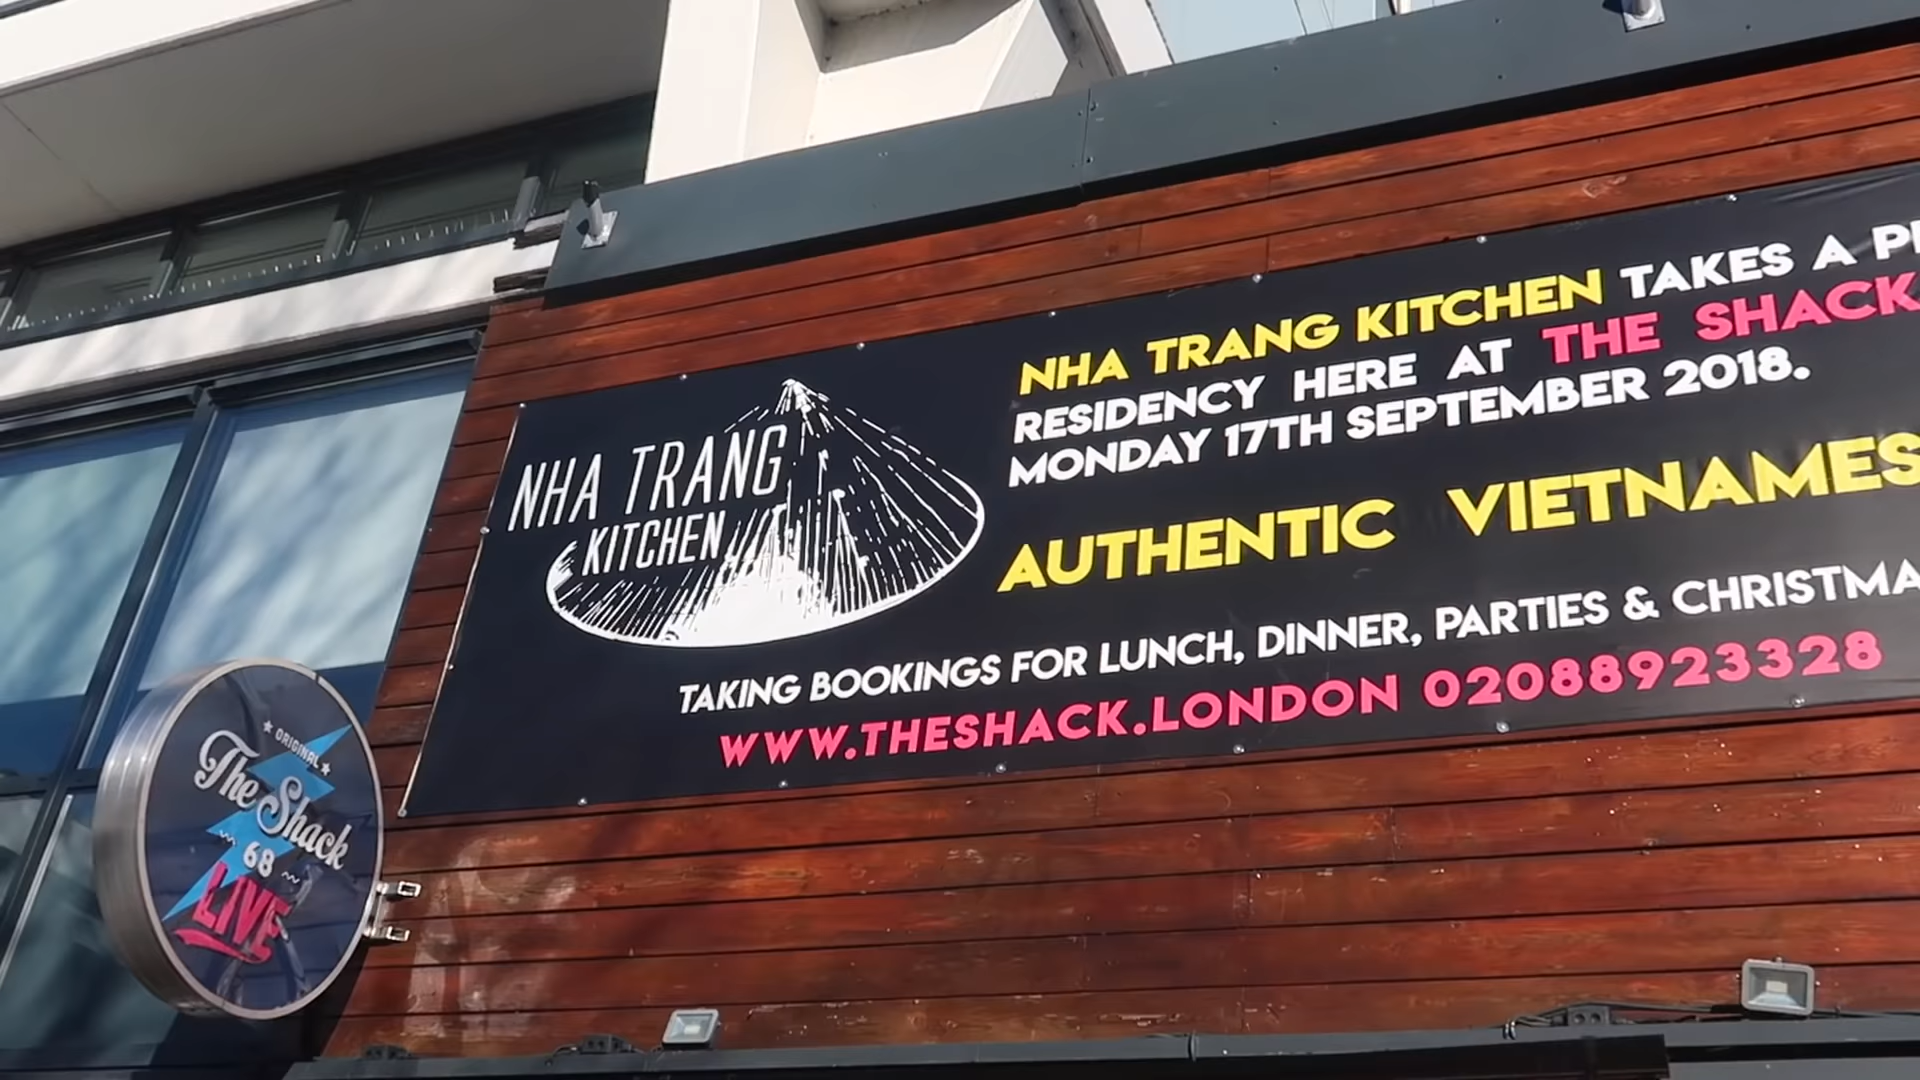 NHA TRANG
KITCHEN
NHA TRANG KITCHEN TAKES A
RESIDENCY HERE AT THE SHACK
MONDAY 17TH SEPTEMBER 2018.
AUTHENTIC
TAKING BOOKINGS FOR LUNCH, DINNER, PARTIES &
WWW.THESHACK.LONDON 02088923328
ORIGINAL
The Shack
68
LIVE